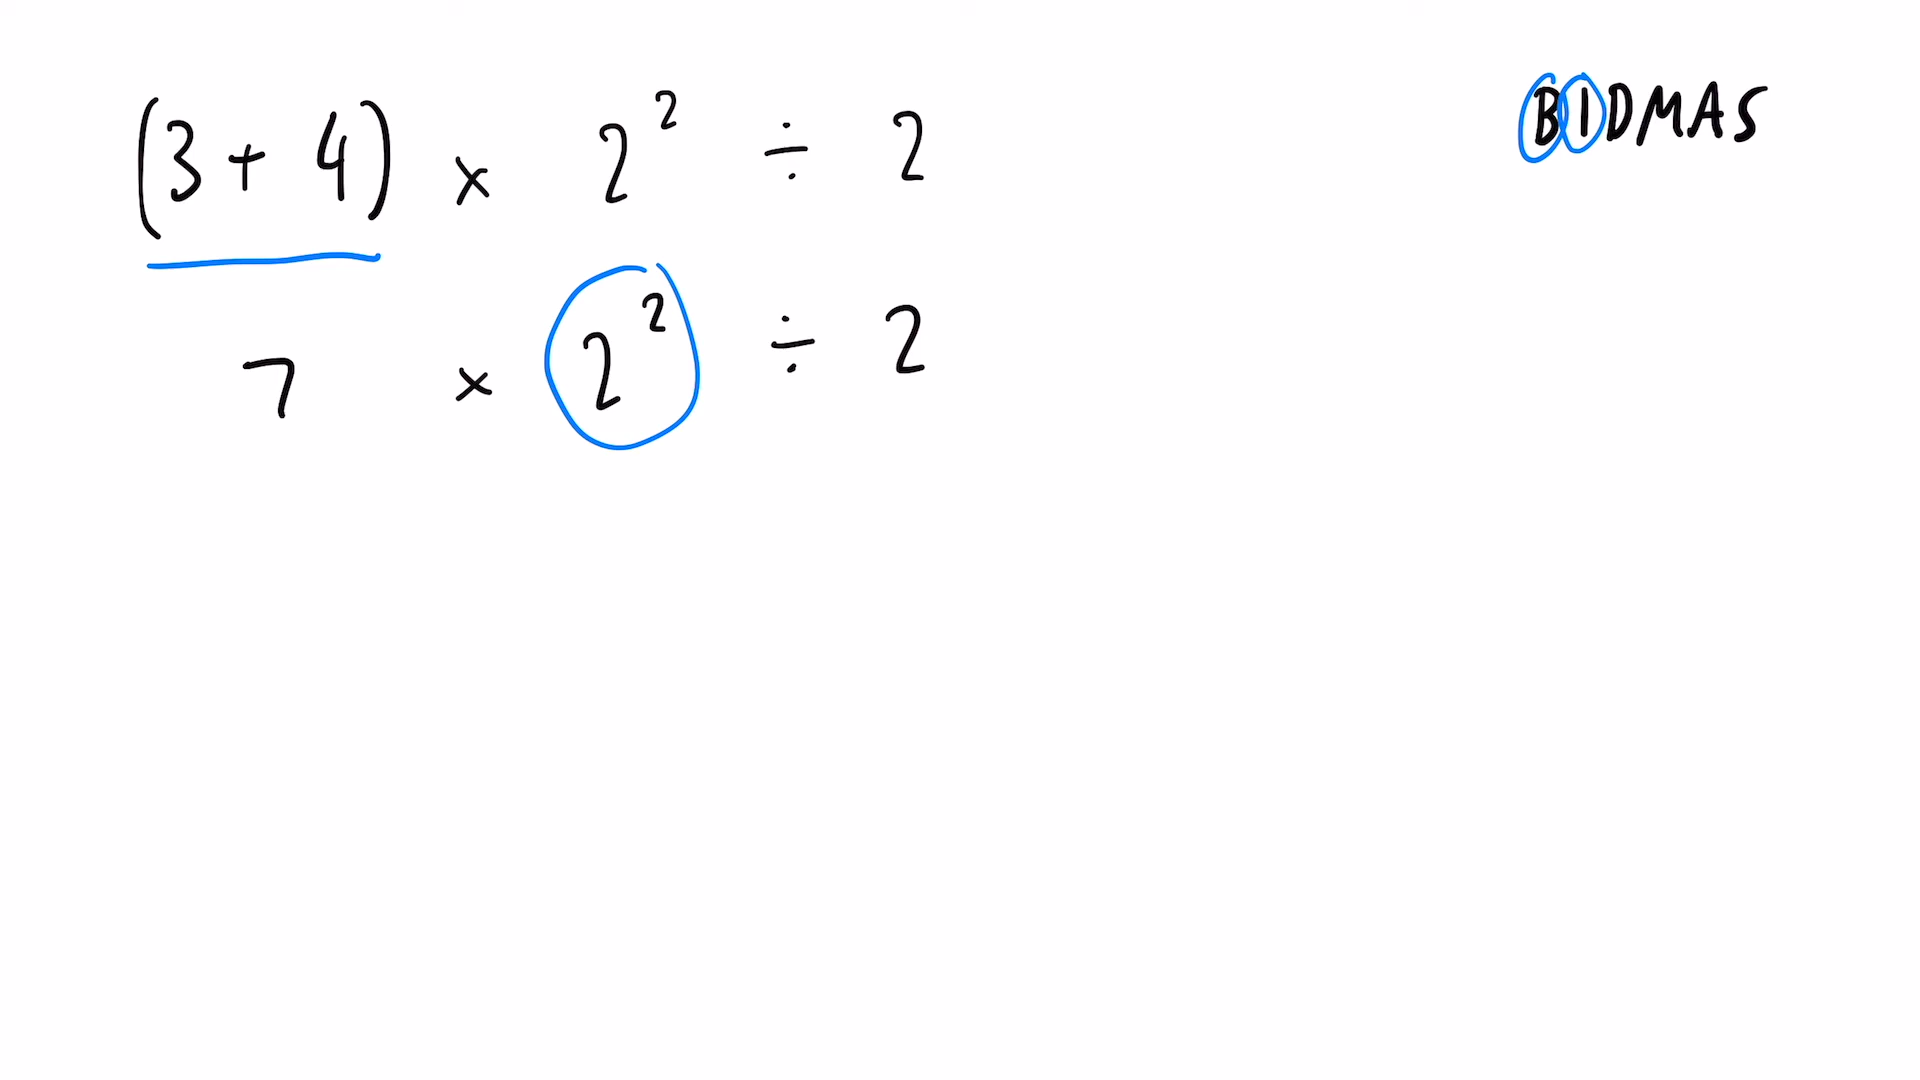 (3 + 4) × 2² ÷ 2
BIDMAS
7 × 2² ÷ 2